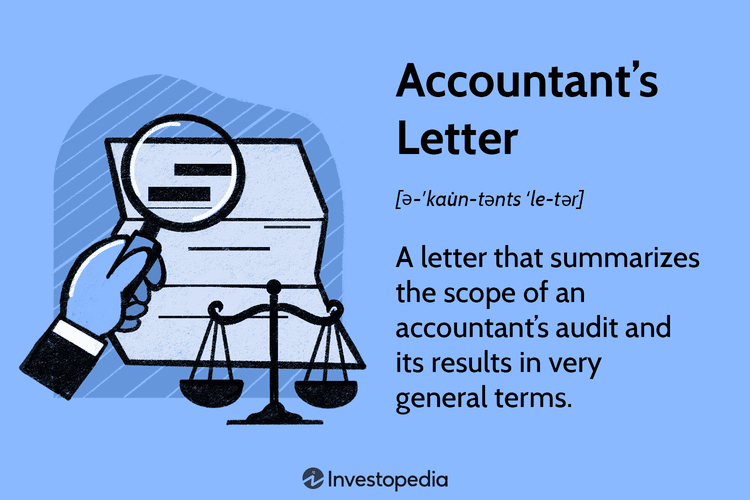 Accountant’s
Letter
[ə-ˈkau̇n-tənts ‘le-tər]
A letter that summarizes
the scope of an
accountant’s audit and
its results in very
general terms.
Investopedia